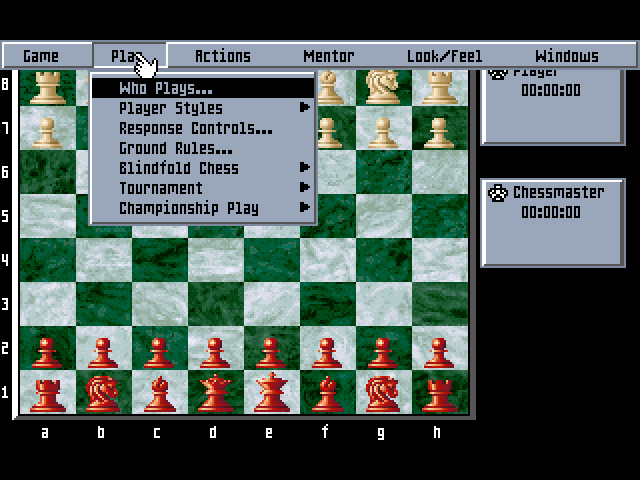 Game Play Actions Mentor Look/Feel Windows
Who Plays...
Player Styles
Response Controls...
Ground Rules...
Blindfold Chess
Tournament
Championship Play
Player
00:00:00
Chessmaster
00:00:00
8
7
6
5
4
3
2
1
a b c d e f g h